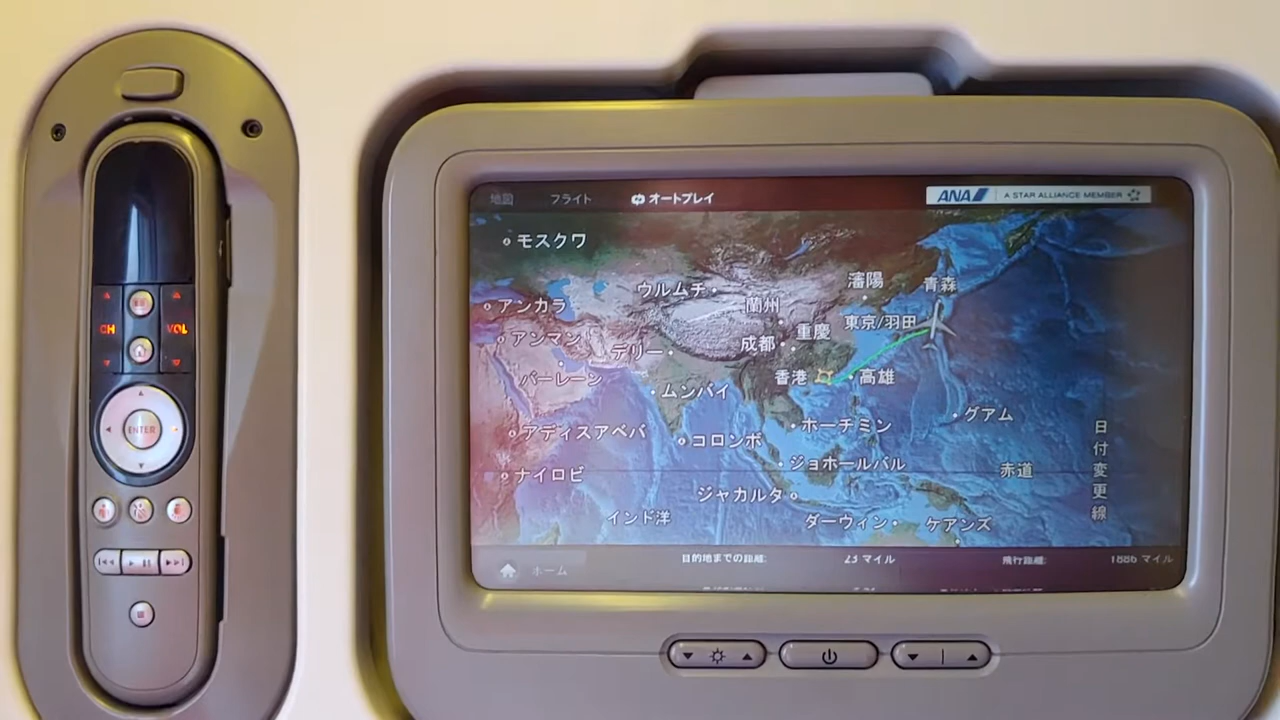 地図 フライト オートプレイ ANA A STAR ALLIANCE MEMBER
モスクワ
瀋陽
青森
ウルムチ
アンカラ
蘭州
東京/羽田
重慶
アンマン
成都
デリー
バーレーン
香港
高雄
ムンバイ
グアム
ホーチミン
アディスアベバ
コロンボ
ジョホールバル
赤道
日付変更線
ナイロビ
ジャカルタ
インド洋
ダーウィン
ケアンズ
目的地までの距離: 23 マイル 飛行距離: 1886 マイル
ホーム
CH VOL
ENTER